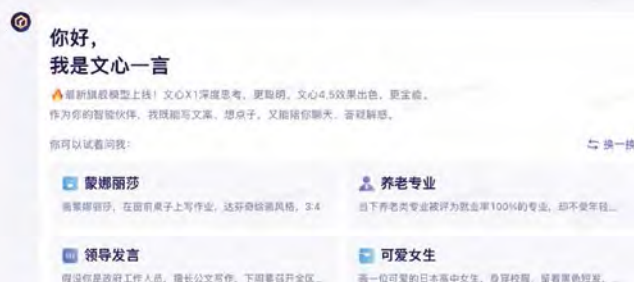 你好，
我是文心一言
最新旗舰模型上线！文心X1深度思考、更聪明，文心4.5效果出色、更全能。
作为你的智能伙伴，我既能写文案、想点子，又能陪你聊天、答疑解惑。
你可以试着问我：
换一换
蒙娜丽莎
画蒙娜丽莎，在面前桌子上写作业，达芬奇绘画风格，3:4
养老专业
当下养老类专业被评为就业率100%的专业，却不受年轻...
领导发言
假设你是政府工作人员，擅长公文写作，下周要召开全区...
可爱女生
画一位可爱的日本高中女生，身穿校服，留着黑色短发，...